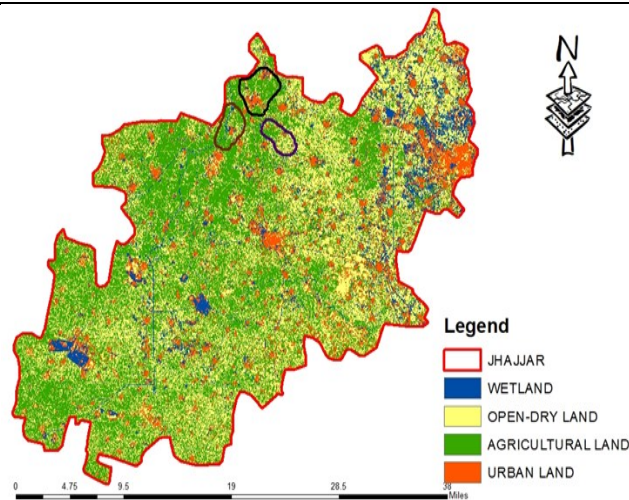 N
Legend
JHAJJAR
WETLAND
OPEN-DRY LAND
AGRICULTURAL LAND
URBAN LAND
0 4.75 9.5 19 28.5 38
Miles